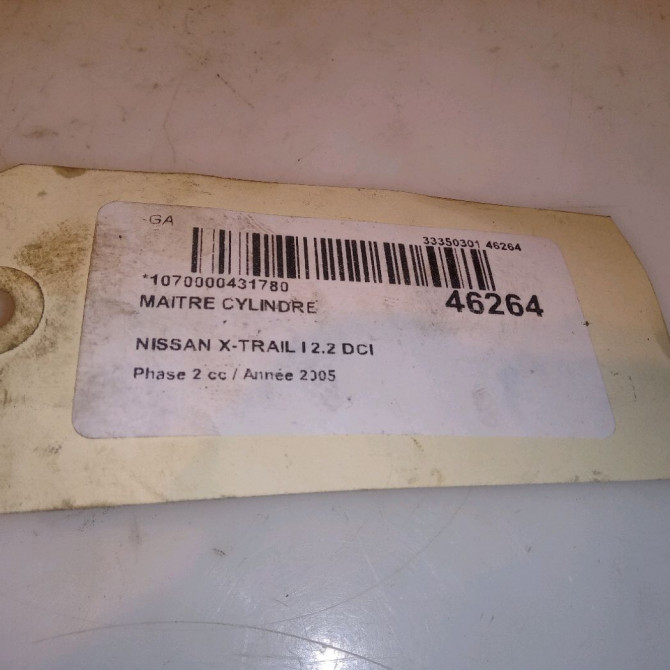 GA
33350301 46264
*1070000431780
MAITRE CYLINDRE
46264
NISSAN X-TRAIL I 2.2 DCI
Phase 2 cc / Année 2005